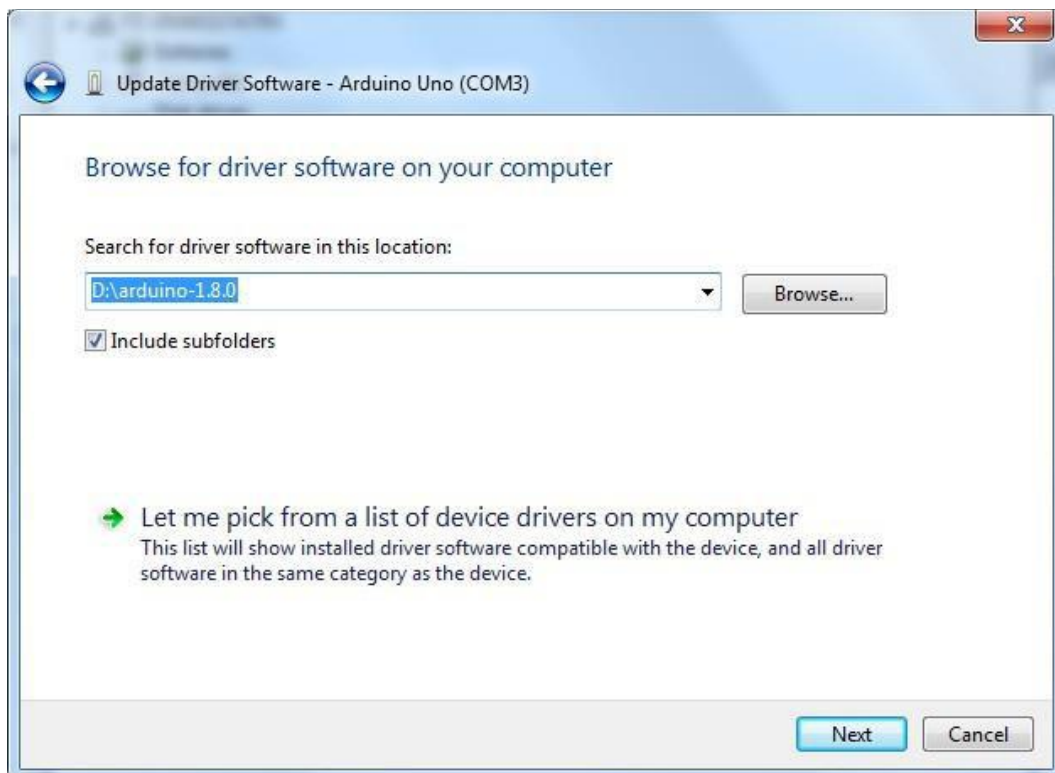 Update Driver Software - Arduino Uno (COM3)
Browse for driver software on your computer
Search for driver software in this location:
D:\arduino-1.8.0
Browse...
Include subfolders
Let me pick from a list of device drivers on my computer
This list will show installed driver software compatible with the device, and all driver
software in the same category as the device.
Next
Cancel